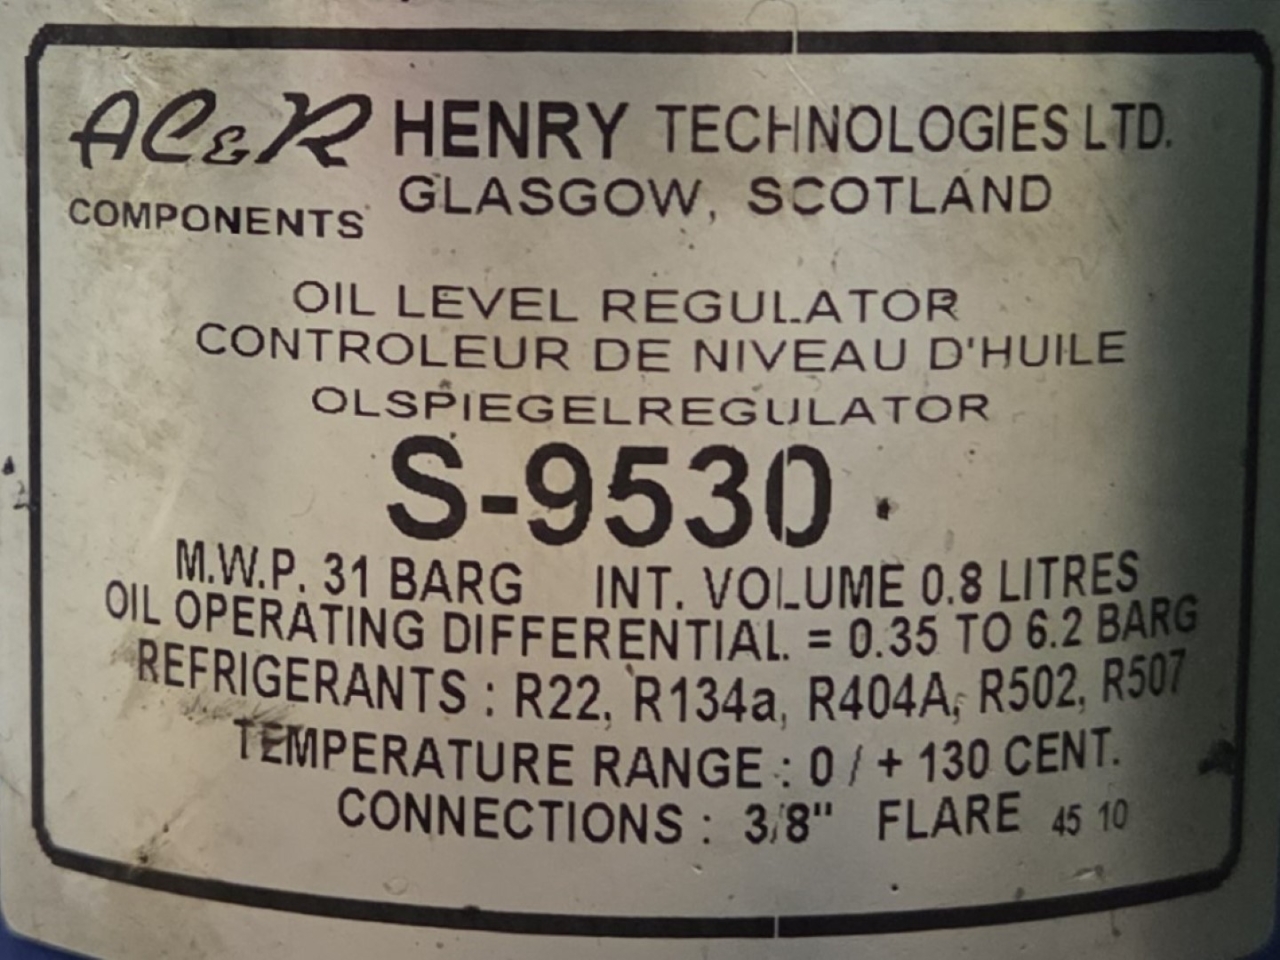 AC&R COMPONENTS
HENRY TECHNOLOGIES LTD.
GLASGOW, SCOTLAND
OIL LEVEL REGULATOR
CONTROLEUR DE NIVEAU D'HUILE
OLSPIEGELREGULATOR
S-9530
M.W.P. 31 BARG INT. VOLUME 0.8 LITRES
OIL OPERATING DIFFERENTIAL = 0.35 TO 6.2 BARG
REFRIGERANTS : R22, R134a, R404A, R502, R507
TEMPERATURE RANGE : 0 / + 130 CENT.
CONNECTIONS : 3/8" FLARE 45 10